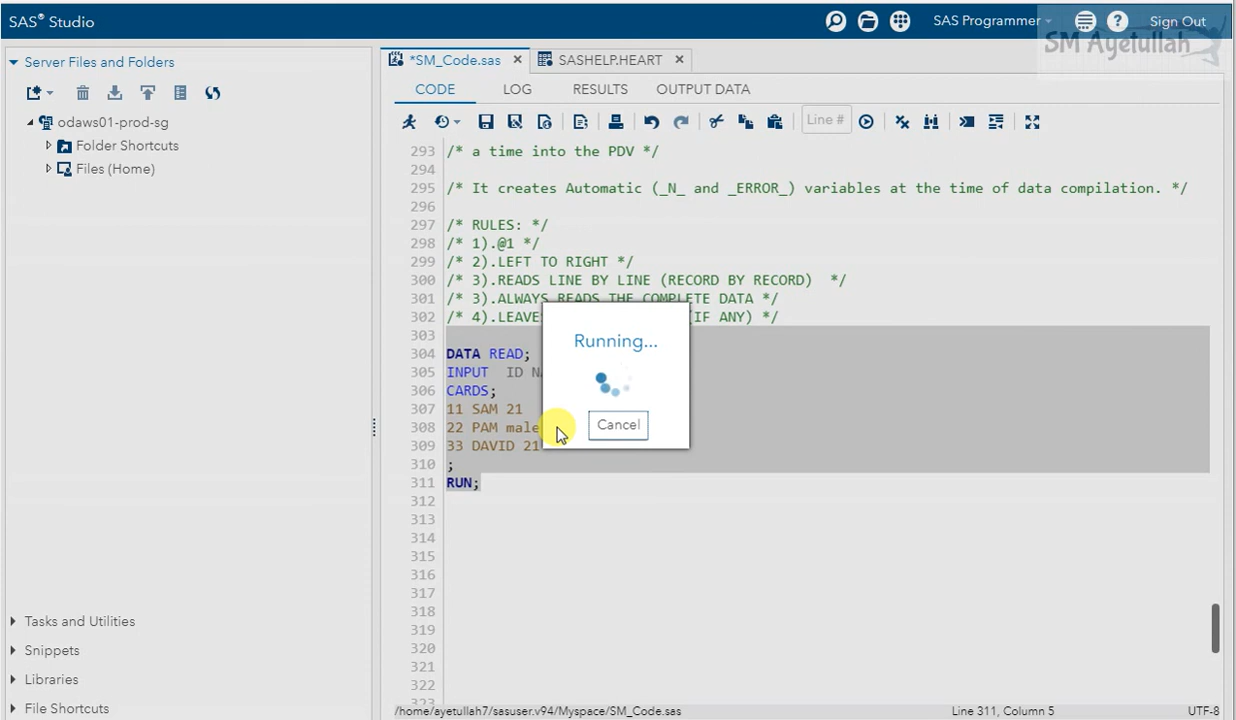 SAS® Studio
SAS Programmer
Sign Out
SM Ayetullah
Server Files and Folders
odaws01-prod-sg
Folder Shortcuts
Files (Home)
Tasks and Utilities
Snippets
Libraries
File Shortcuts
*SM_Code.sas
SASHELP.HEART
CODE LOG RESULTS OUTPUT DATA
Line #
293 /* a time into the PDV */
294
295 /* It creates Automatic (_N_ and _ERROR_) variables at the time of data compilation. */
296
297 /* RULES: */
298 /* 1).@1 */
299 /* 2).LEFT TO RIGHT */
300 /* 3).READS LINE BY LINE (RECORD BY RECORD)  */
301 /* 3).ALWAYS READS THE COMPLETE DATA */
302 /* 4).LEAVE (IF ANY) */
303
304 DATA READ;
305 INPUT  ID
306 CARDS;
307 11 SAM 21
308 22 PAM male
309 33 DAVID 21
310 ;
311 RUN;
312
313
314
315
316
317
318
319
320
321
322
Running...
Cancel
/home/ayetullah7/sasuser.v94/Myspace/SM_Code.sas
Line 311, Column 5
UTF-8